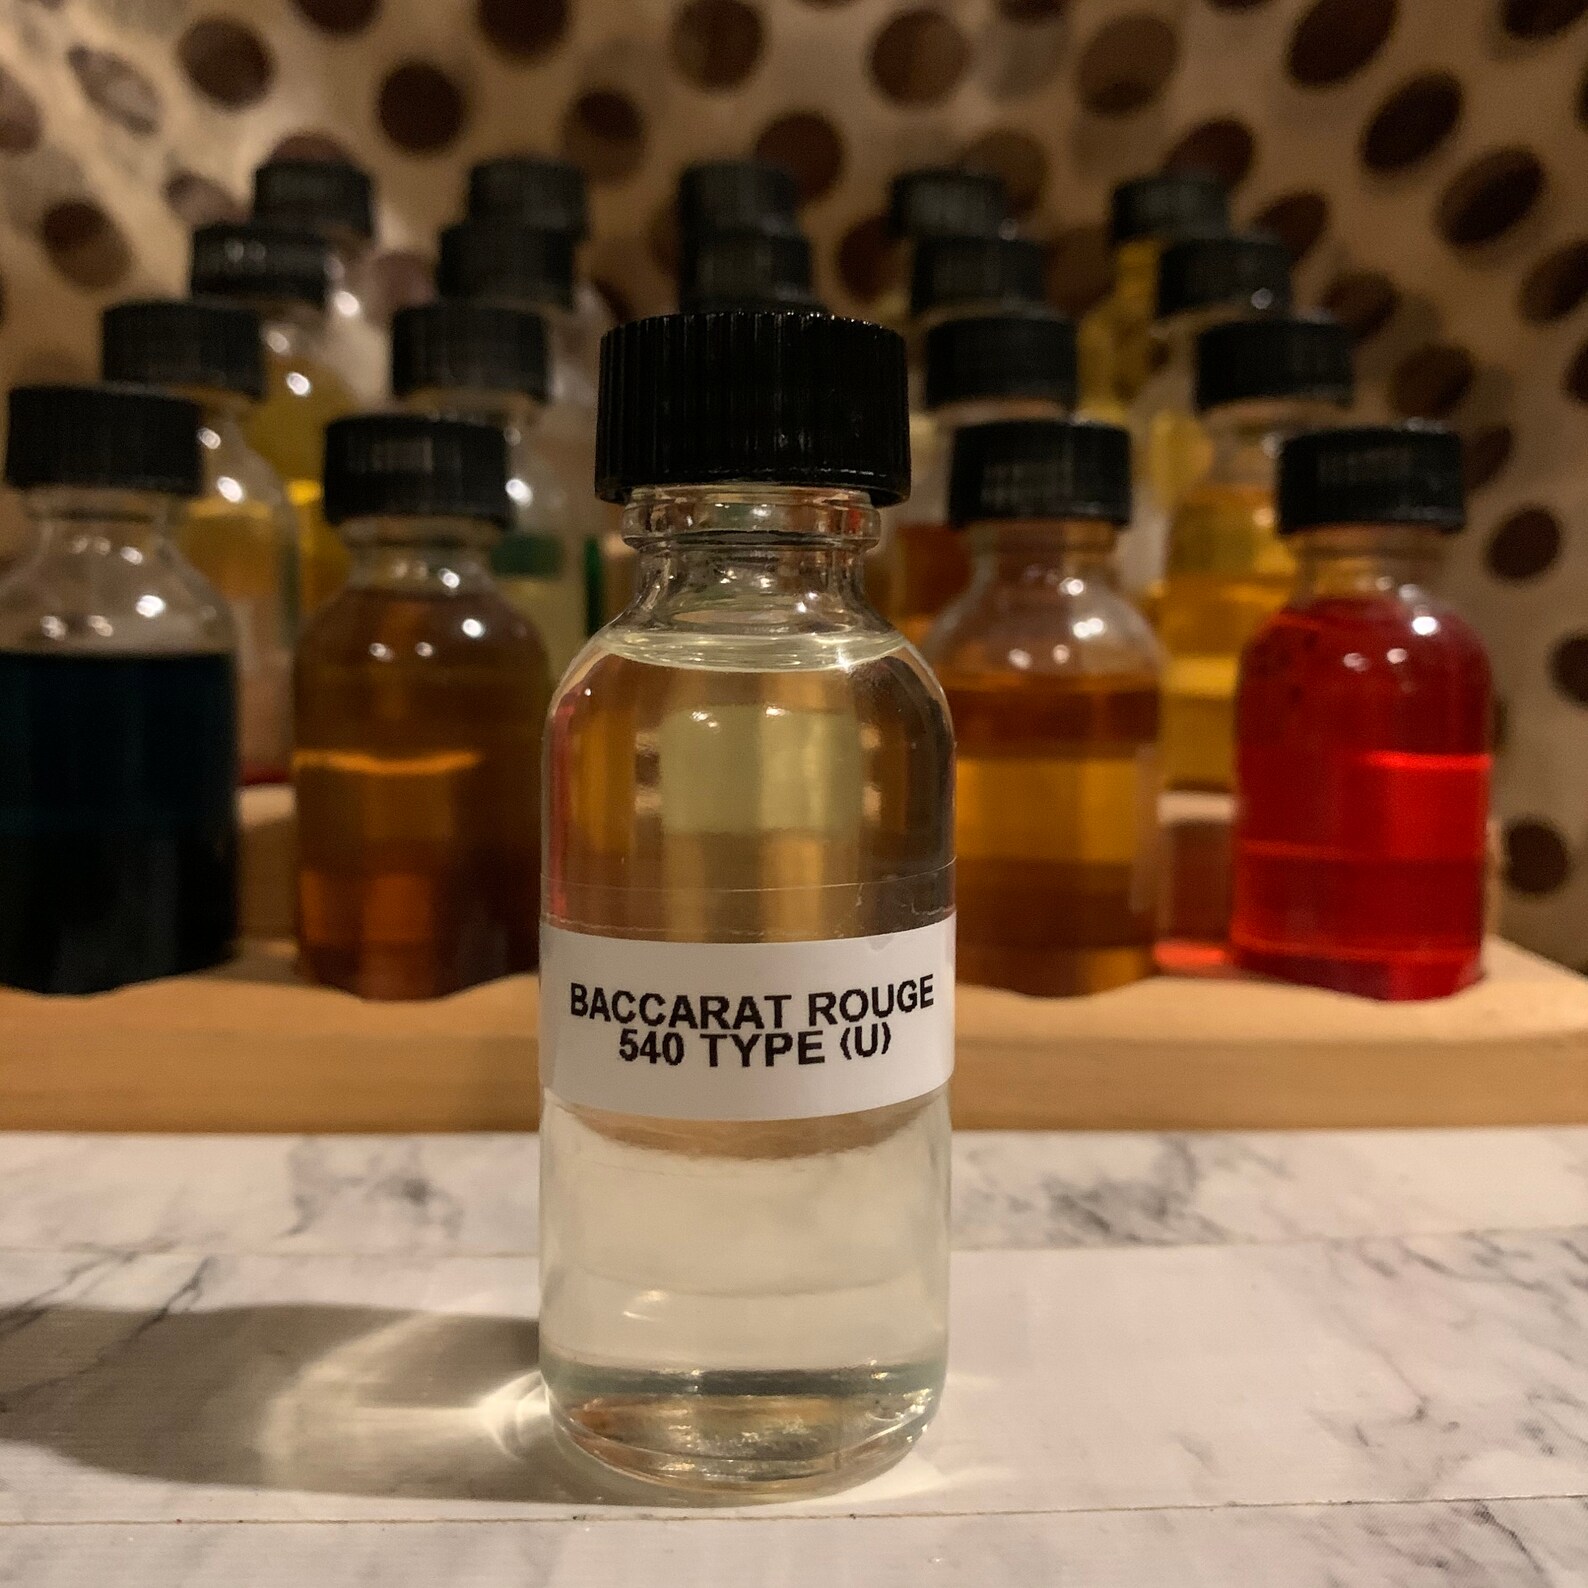 BACCARAT ROUGE
540 TYPE (U)